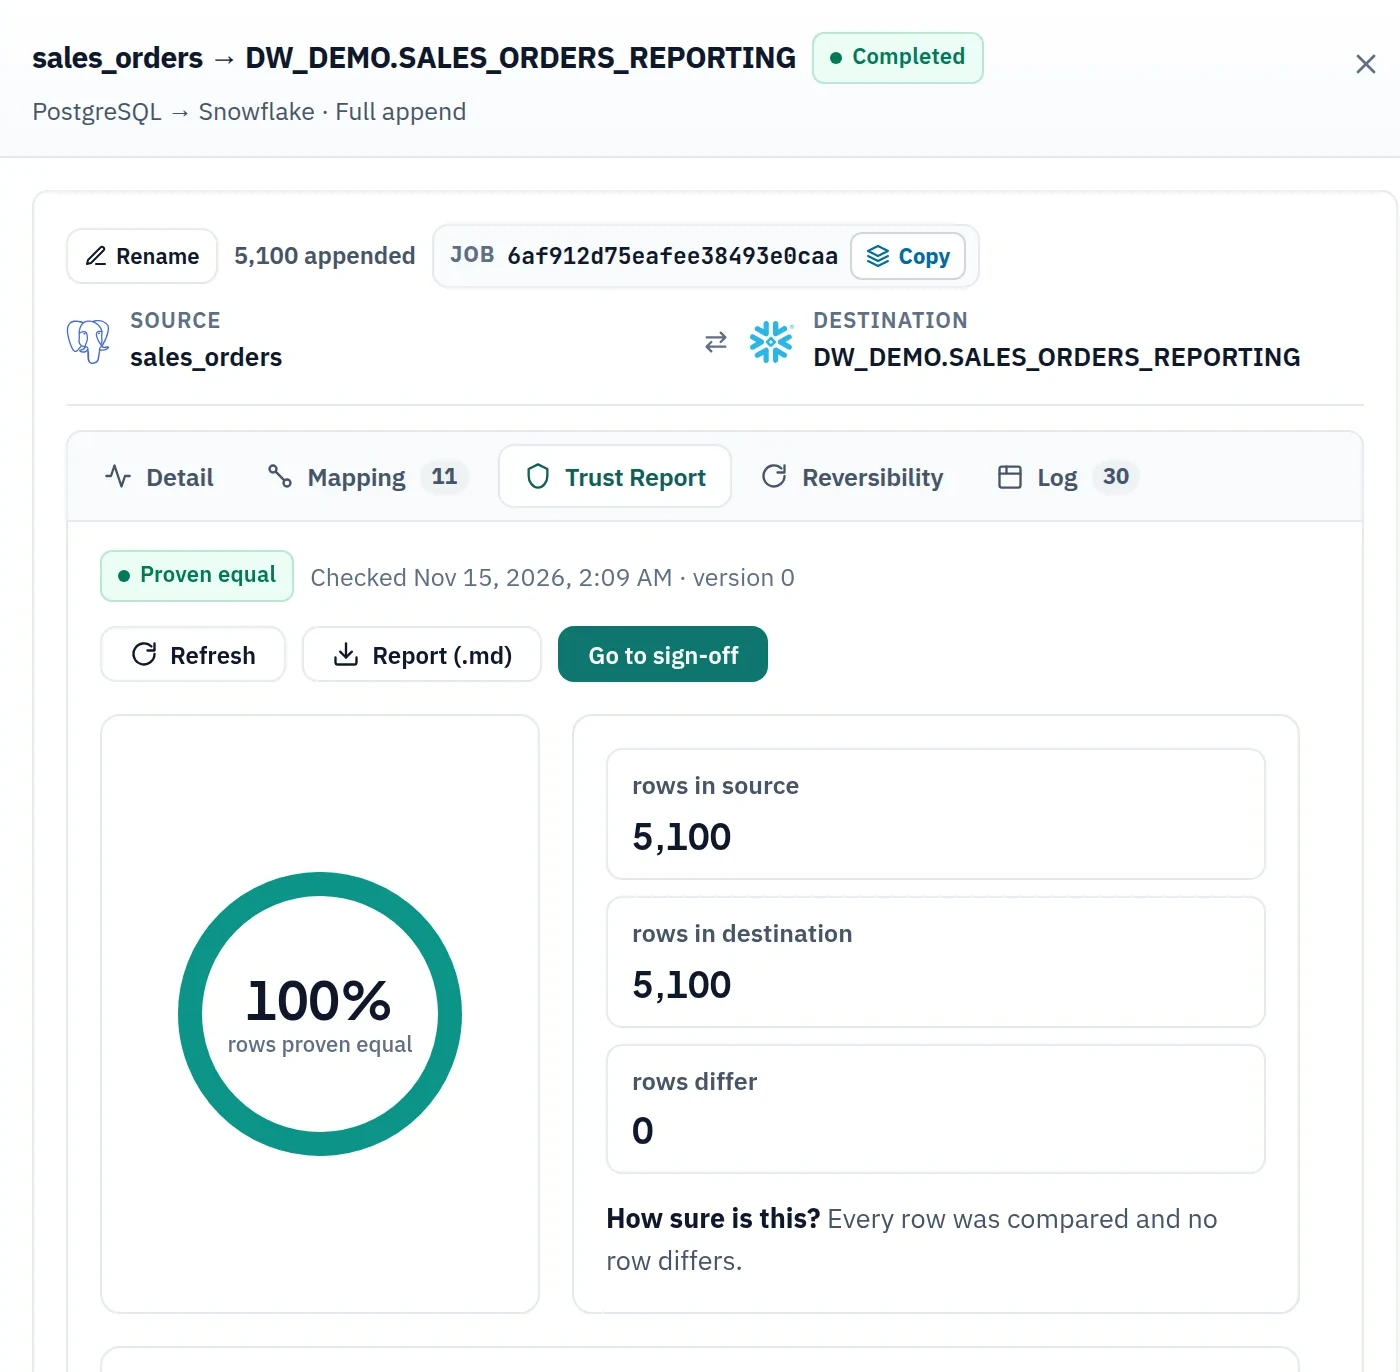 sales_orders → DW_DEMO.SALES_ORDERS_REPORTING
Completed
PostgreSQL → Snowflake · Full append
Rename
5,100 appended
JOB 6af912d75eafee38493e0caa
Copy
SOURCE
sales_orders
DESTINATION
DW_DEMO.SALES_ORDERS_REPORTING
Detail
Mapping 11
Trust Report
Reversibility
Log 30
Proven equal
Checked Nov 15, 2026, 2:09 AM · version 0
Refresh
Report (.md)
Go to sign-off
100%
rows proven equal
rows in source
5,100
rows in destination
5,100
rows differ
0
How sure is this? Every row was compared and no
row differs.